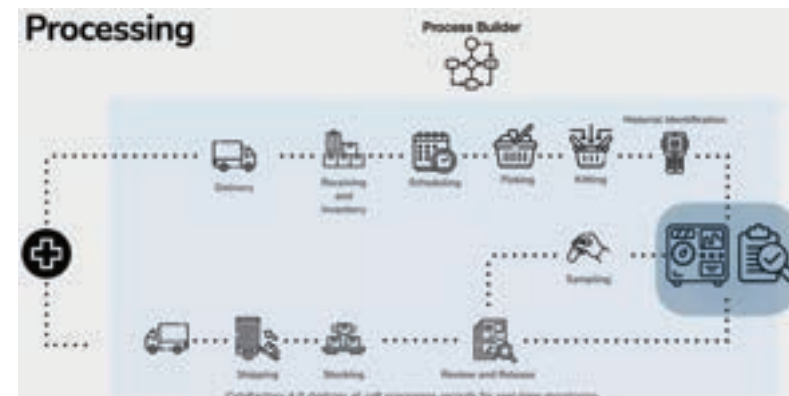 Processing
Process Builder
Material Identification
Delivery
Receiving
and
Inventory
Scheduling
Picking
Kitting
Sampling
Shipping
Stocking
Review and Release